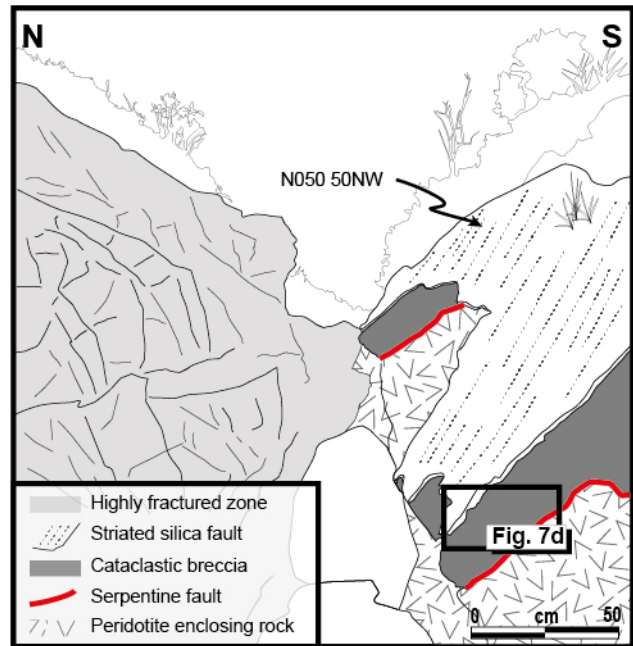 N S
N050 50NW
Highly fractured zone
Striated silica fault
Cataclastic breccia
Serpentine fault
Peridotite enclosing rock
Fig. 7d
0 cm 50